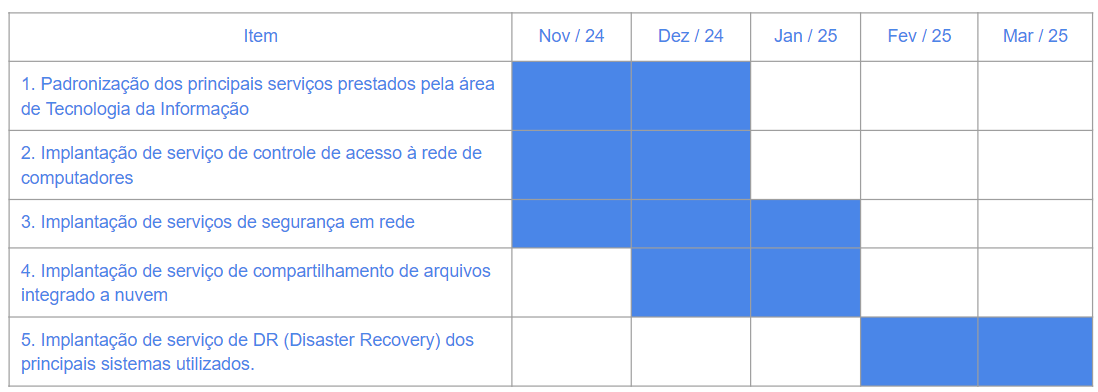 Item
Nov / 24
Dez / 24
Jan / 25
Fev / 25
Mar / 25
1. Padronização dos principais serviços prestados pela área
de Tecnologia da Informação
2. Implantação de serviço de controle de acesso à rede de
computadores
3. Implantação de serviços de segurança em rede
4. Implantação de serviço de compartilhamento de arquivos
integrado a nuvem
5. Implantação de serviço de DR (Disaster Recovery) dos
principais sistemas utilizados.